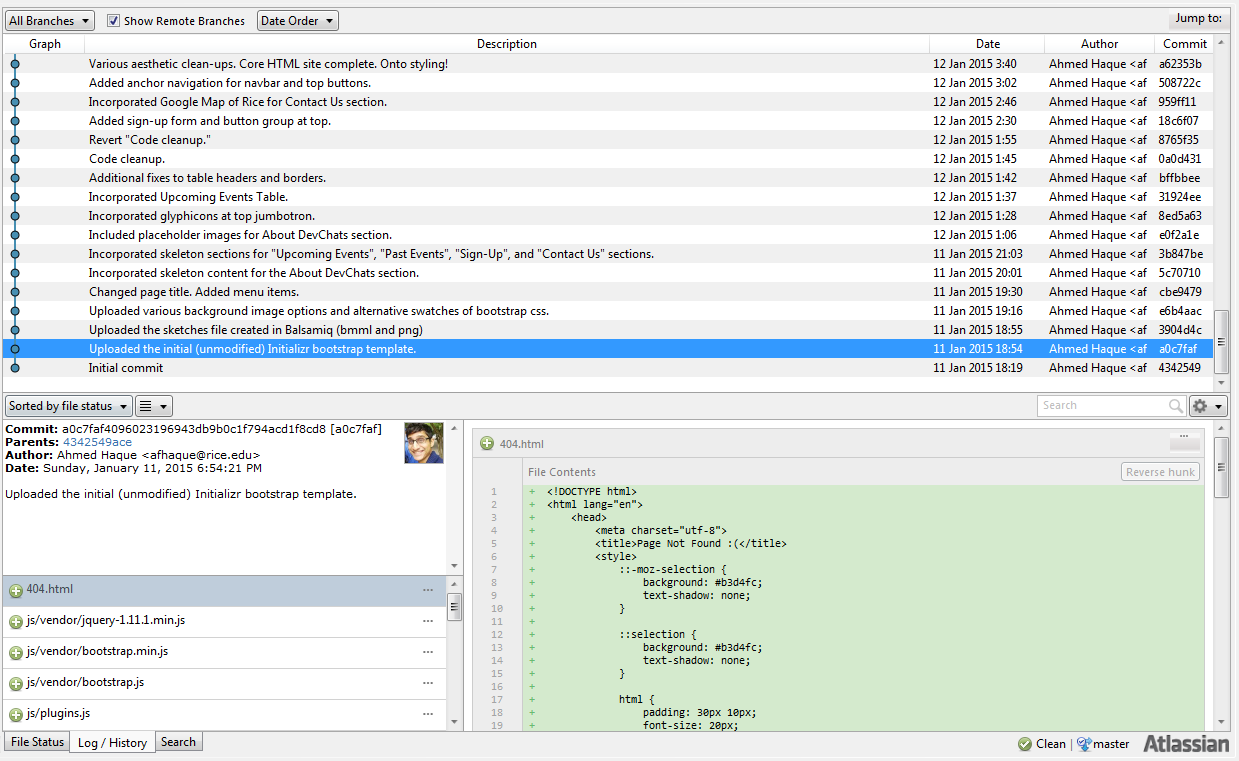 All Branches Show Remote Branches Date Order Jump to:
Graph Description Date Author Commit
Various aesthetic clean-ups. Core HTML site complete. Onto styling! 12 Jan 2015 3:40 Ahmed Haque <af a62353b
Added anchor navigation for navbar and top buttons. 12 Jan 2015 3:02 Ahmed Haque <af 508722c
Incorporated Google Map of Rice for Contact Us section. 12 Jan 2015 2:46 Ahmed Haque <af 959ff11
Added sign-up form and button group at top. 12 Jan 2015 2:30 Ahmed Haque <af 18c6f07
Revert "Code cleanup." 12 Jan 2015 1:55 Ahmed Haque <af 8765f35
Code cleanup. 12 Jan 2015 1:45 Ahmed Haque <af 0a0d431
Additional fixes to table headers and borders. 12 Jan 2015 1:42 Ahmed Haque <af bffbbee
Incorporated Upcoming Events Table. 12 Jan 2015 1:37 Ahmed Haque <af 31924ee
Incorporated glyphicons at top jumbotron. 12 Jan 2015 1:28 Ahmed Haque <af 8ed5a63
Included placeholder images for About DevChats section. 12 Jan 2015 1:06 Ahmed Haque <af e0f2a1e
Incorporated skeleton sections for "Upcoming Events", "Past Events", "Sign-Up", and "Contact Us" sections. 11 Jan 2015 21:03 Ahmed Haque <af 3b847be
Incorporated skeleton content for the About DevChats section. 11 Jan 2015 20:01 Ahmed Haque <af 5c70710
Changed page title. Added menu items. 11 Jan 2015 19:30 Ahmed Haque <af cbe9479
Uploaded various background image options and alternative swatches of bootstrap css. 11 Jan 2015 19:16 Ahmed Haque <af e6b4aac
Uploaded the sketches file created in Balsamiq (bmml and png) 11 Jan 2015 18:55 Ahmed Haque <af 3904d4c
Uploaded the initial (unmodified) Initializr bootstrap template. 11 Jan 2015 18:54 Ahmed Haque <af a0c7faf
Initial commit 11 Jan 2015 18:19 Ahmed Haque <af 4342549
Sorted by file status Search
Commit: a0c7faf4096023196943db9b0c1f794acd1f8cd8 [a0c7faf]
Parents: 4342549ace
Author: Ahmed Haque <afhaque@rice.edu>
Date: Sunday, January 11, 2015 6:54:21 PM
Uploaded the initial (unmodified) Initializr bootstrap template.
404.html ...
js/vendor/jquery-1.11.1.min.js ...
js/vendor/bootstrap.min.js ...
js/vendor/bootstrap.js ...
js/plugins.js ...
404.html ...
File Contents Reverse hunk
1 + <!DOCTYPE html>
2 + <html lang="en">
3 + <head>
4 + <meta charset="utf-8">
5 + <title>Page Not Found :(</title>
6 + <style>
7 + ::-moz-selection {
8 + background: #b3d4fc;
9 + text-shadow: none;
10 + }
11 +
12 + ::selection {
13 + background: #b3d4fc;
14 + text-shadow: none;
15 + }
16 +
17 + html {
18 + padding: 30px 10px;
19 + font-size: 20px;
File Status Log / History Search Clean | master Atlassian